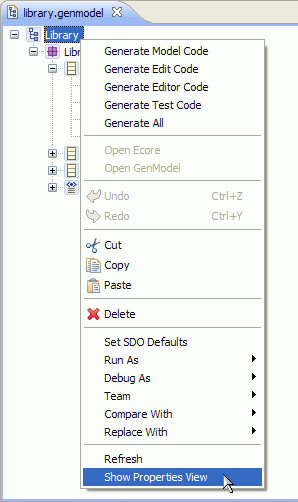 library.genmodel
Library
Libr
Generate Model Code
Generate Edit Code
Generate Editor Code
Generate Test Code
Generate All
Open Ecore
Open GenModel
Undo Ctrl+Z
Redo Ctrl+Y
Cut
Copy
Paste
Delete
Set SDO Defaults
Run As
Debug As
Team
Compare With
Replace With
Refresh
Show Properties View